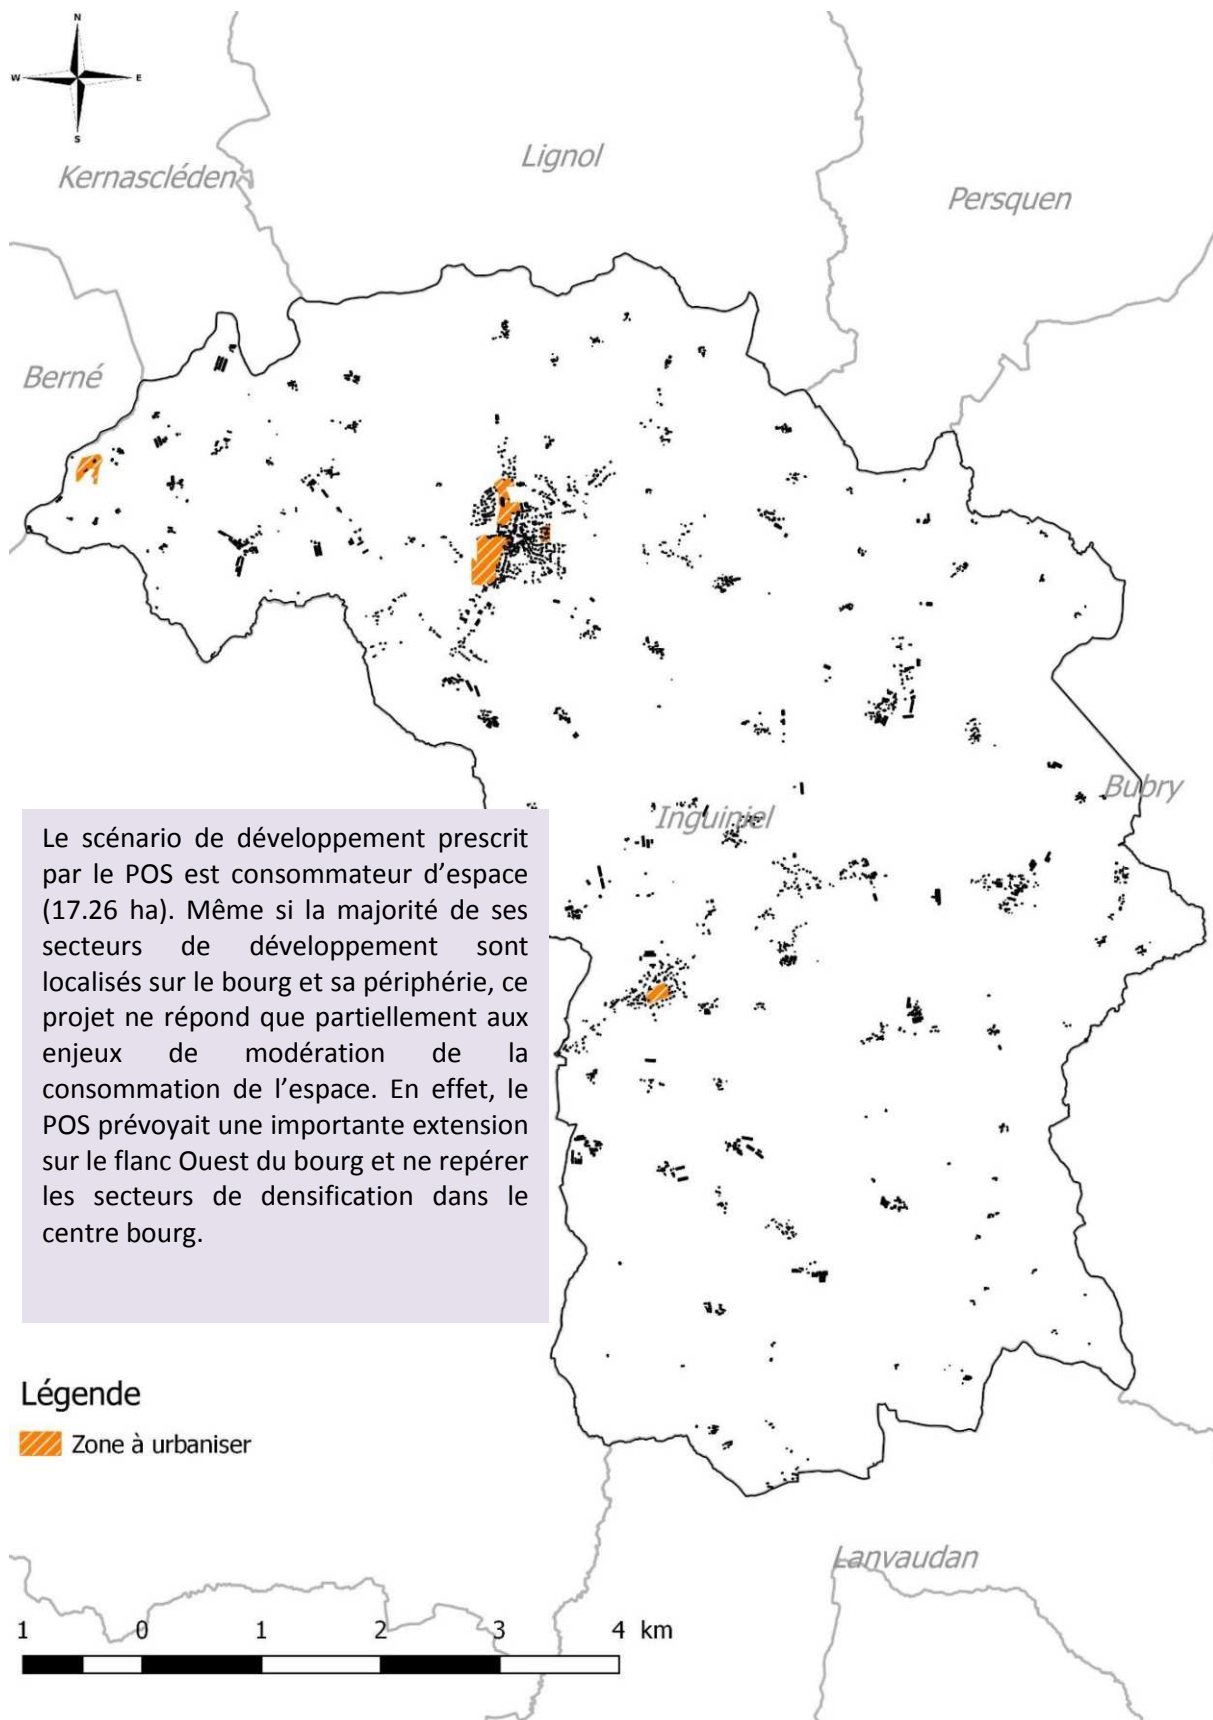 N
W E
S
Kernascléden
Lignol
Persquen
Berné
Bubry
Inguiniel
Le scénario de développement prescrit
par le POS est consommateur d’espace
(17.26 ha). Même si la majorité de ses
secteurs de développement sont
localisés sur le bourg et sa périphérie, ce
projet ne répond que partiellement aux
enjeux de modération de la
consommation de l’espace. En effet, le
POS prévoyait une importante extension
sur le flanc Ouest du bourg et ne repérer
les secteurs de densification dans le
centre bourg.
Légende
Zone à urbaniser
Lanvaudan
1 0 1 2 3 4 km